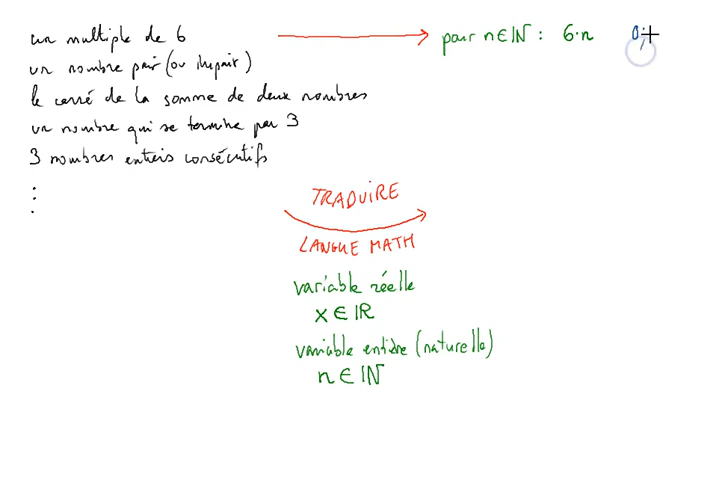 un multiple de 6 → pour n∈ℕ : 6·n 0;
un nombre pair (ou impair)
le carré de la somme de deux nombres
un nombre qui se termine par 3
3 nombres entiers consécutifs
⋮
TRADUIRE
LANGUE MATH
variable réelle
x ∈ ℝ
variable entière (naturelle)
n ∈ ℕ